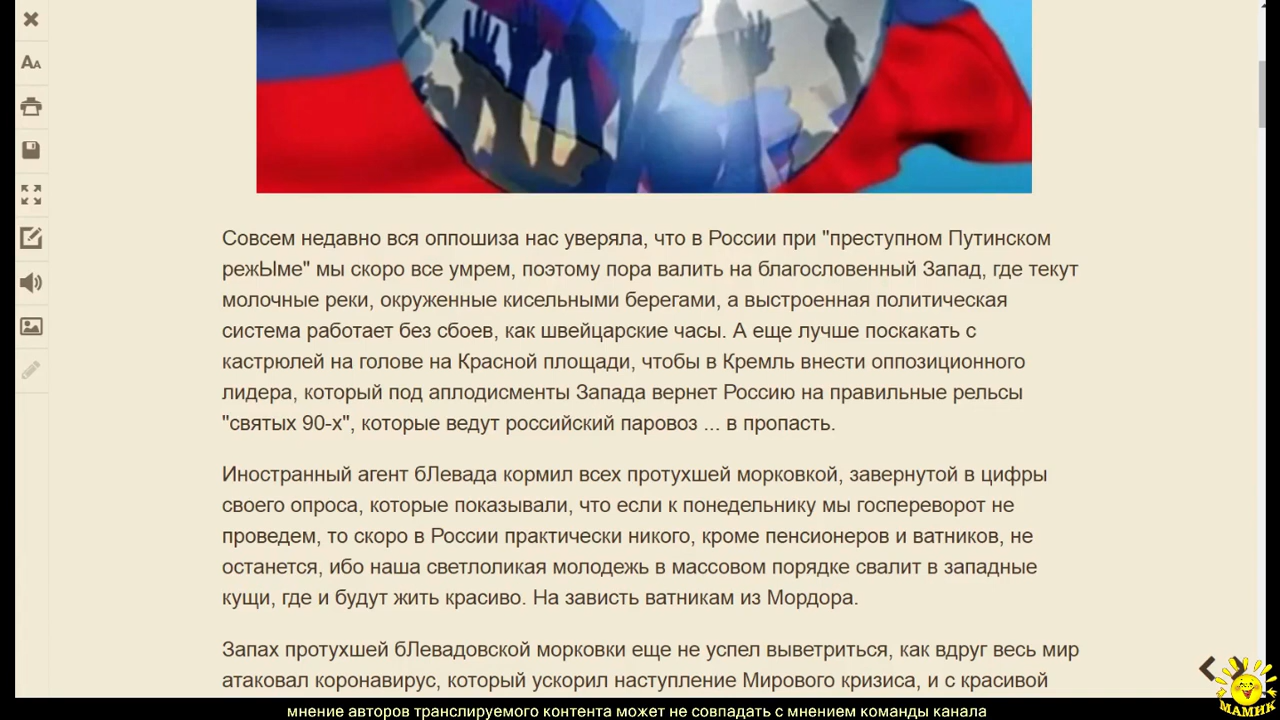 Совсем недавно вся оппошиза нас уверяла, что в России при "преступном Путинском
режЫме" мы скоро все умрем, поэтому пора валить на благословенный Запад, где текут
молочные реки, окруженные кисельными берегами, а выстроенная политическая
система работает без сбоев, как швейцарские часы. А еще лучше поскакать с
кастрюлей на голове на Красной площади, чтобы в Кремль внести оппозиционного
лидера, который под аплодисменты Запада вернет Россию на правильные рельсы
"святых 90-х", которые ведут российский паровоз ... в пропасть.
Иностранный агент бЛевада кормил всех протухшей морковкой, завернутой в цифры
своего опроса, которые показывали, что если к понедельнику мы госпереворот не
проведем, то скоро в России практически никого, кроме пенсионеров и ватников, не
останется, ибо наша светлоликая молодежь в массовом порядке свалит в западные
кущи, где и будут жить красиво. На зависть ватникам из Мордора.
Запах протухшей бЛевадовской морковки еще не успел выветриться, как вдруг весь мир
атаковал коронавирус, который ускорил наступление Мирового кризиса, и с красивой
МАМИК
мнение авторов транслируемого контента может не совпадать с мнением команды канала